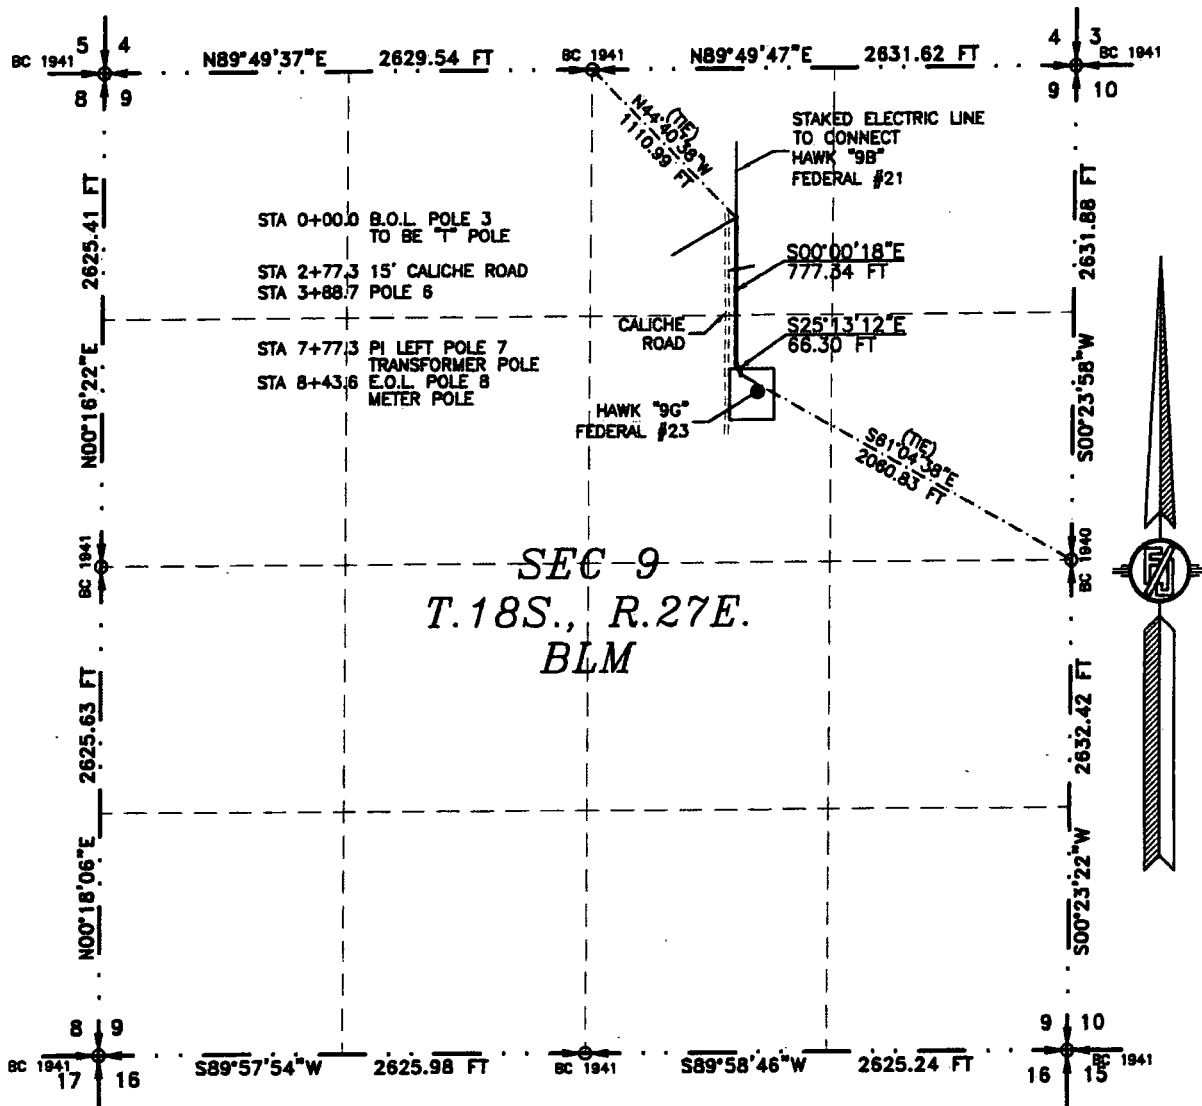 5 4
4 3
BC 1941
N89°49'37"E 2629.54 FT
BC 1941
N89°49'47"E 2631.62 FT
BC 1941
8 9
9 10
(TIE)
N44°40'38"W
1110.99 FT
STAKED ELECTRIC LINE
TO CONNECT
HAWK "9B"
FEDERAL #21
2625.41 FT
N00°16'22"E
2631.88 FT
S00°23'58"W
STA 0+00.0 B.O.L. POLE 3
TO BE "T" POLE
STA 2+77.3 15' CALICHE ROAD
STA 3+88.7 POLE 6
STA 7+77.3 PI LEFT POLE 7
TRANSFORMER POLE
STA 8+43.6 E.O.L. POLE 8
METER POLE
S00°00'18"E
777.34 FT
CALICHE
ROAD
S25°13'12"E
66.30 FT
HAWK "9G"
FEDERAL #23
(TIE)
S61°04'38"E
2060.83 FT
BC 1941
BC 1940
SEC 9
T.18S., R.27E.
BLM
2625.63 FT
N00°18'06"E
2632.42 FT
S00°23'22"W
8 9
9 10
BC 1941
S89°57'54"W 2625.98 FT
BC 1941
S89°58'46"W 2625.24 FT
BC 1941
17 16
16 15